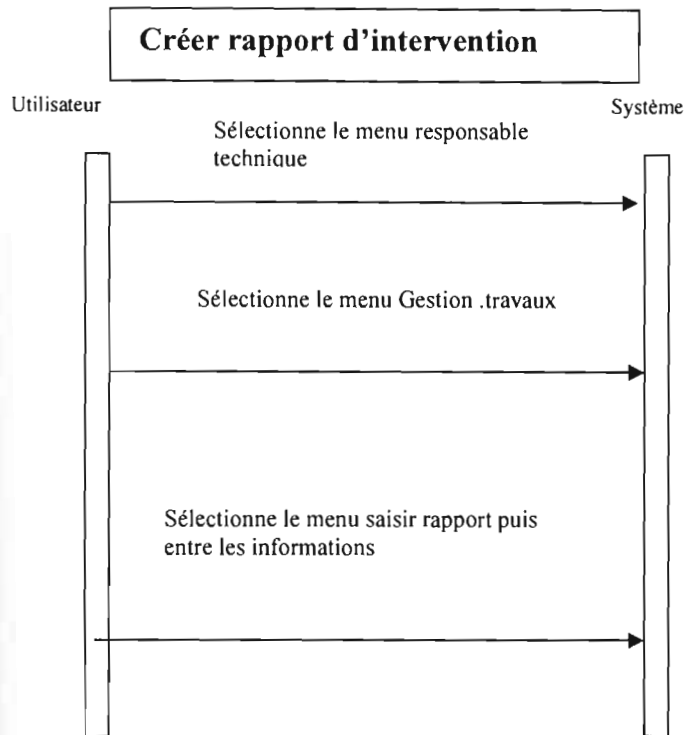 Créer rapport d'intervention
Utilisateur
Système
Sélectionne le menu responsable
technique
Sélectionne le menu Gestion .travaux
Sélectionne le menu saisir rapport puis
entre les informations